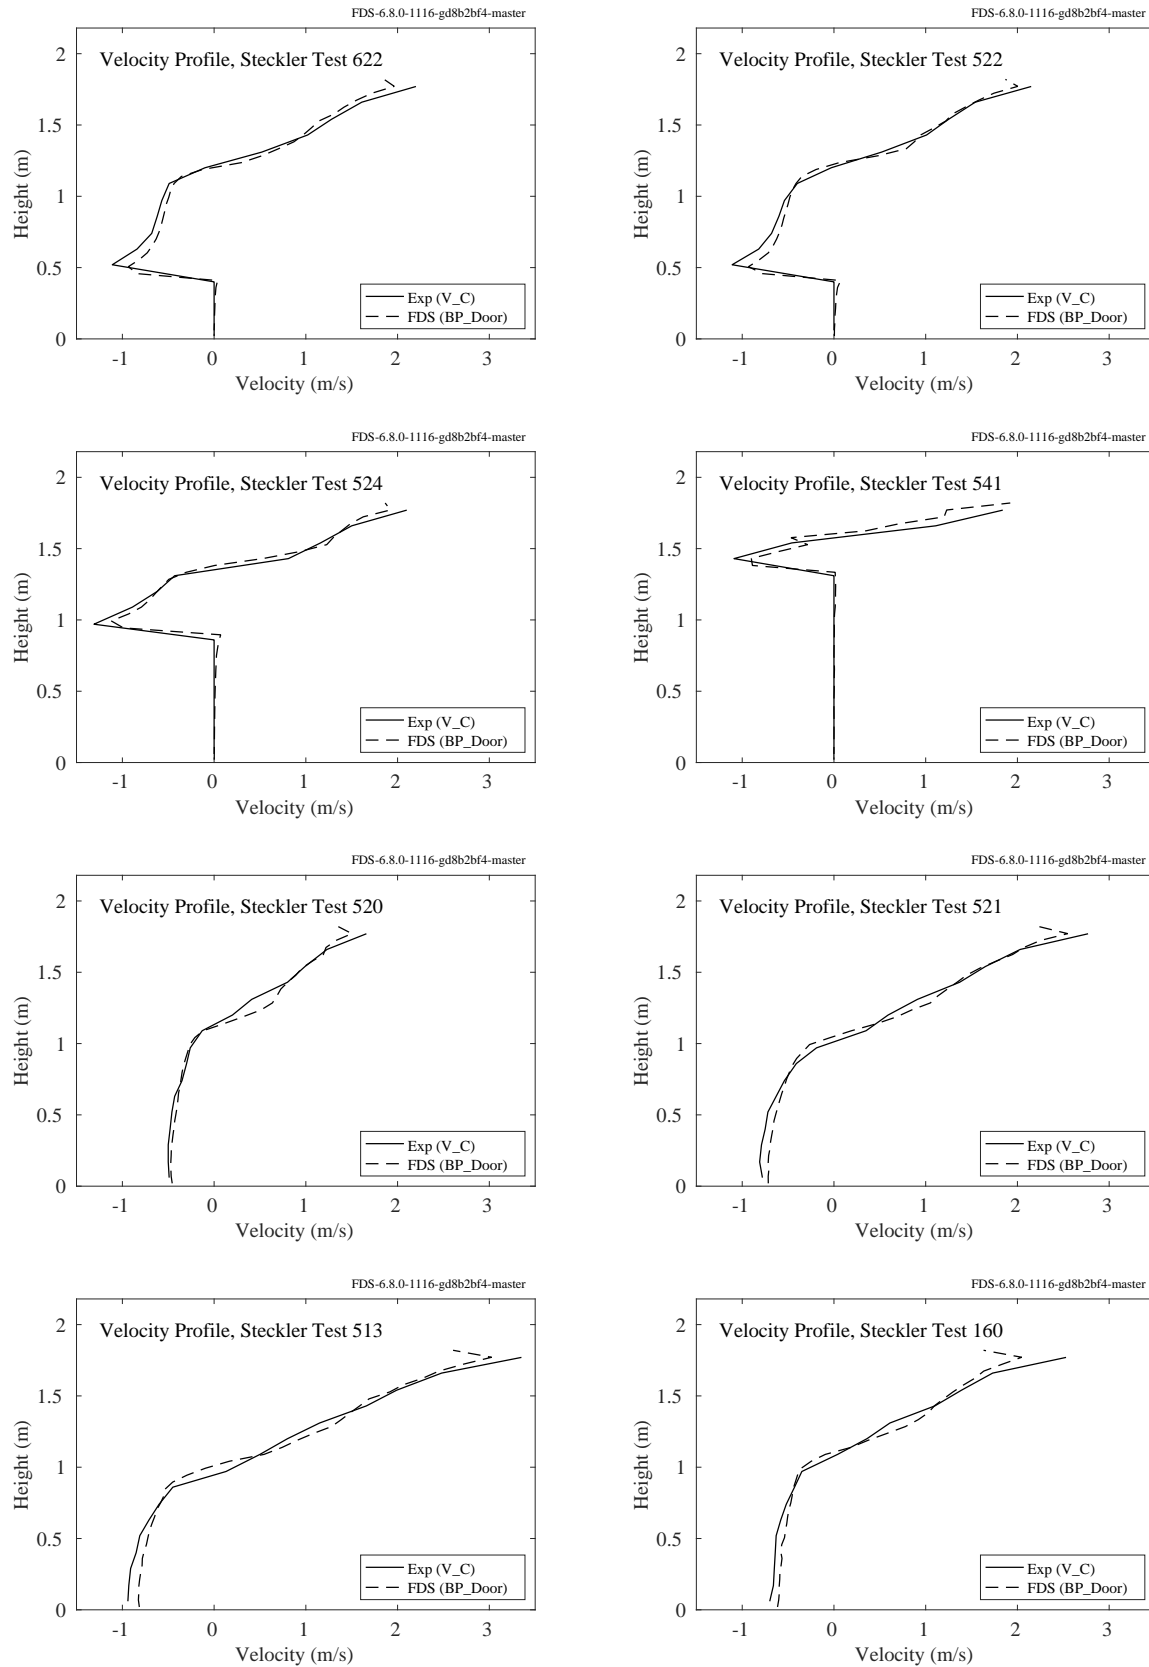 FDS-6.8.0-1116-gd8b2bf4-master
Velocity Profile, Steckler Test 622
2
1.5
1
0.5
0
Height (m)
Exp (V_C)
FDS (BP_Door)
-1 0 1 2 3
Velocity (m/s)
FDS-6.8.0-1116-gd8b2bf4-master
Velocity Profile, Steckler Test 522
2
1.5
1
0.5
0
Height (m)
Exp (V_C)
FDS (BP_Door)
-1 0 1 2 3
Velocity (m/s)
FDS-6.8.0-1116-gd8b2bf4-master
Velocity Profile, Steckler Test 524
2
1.5
1
0.5
0
Height (m)
Exp (V_C)
FDS (BP_Door)
-1 0 1 2 3
Velocity (m/s)
FDS-6.8.0-1116-gd8b2bf4-master
Velocity Profile, Steckler Test 541
2
1.5
1
0.5
0
Height (m)
Exp (V_C)
FDS (BP_Door)
-1 0 1 2 3
Velocity (m/s)
FDS-6.8.0-1116-gd8b2bf4-master
Velocity Profile, Steckler Test 520
2
1.5
1
0.5
0
Height (m)
Exp (V_C)
FDS (BP_Door)
-1 0 1 2 3
Velocity (m/s)
FDS-6.8.0-1116-gd8b2bf4-master
Velocity Profile, Steckler Test 521
2
1.5
1
0.5
0
Height (m)
Exp (V_C)
FDS (BP_Door)
-1 0 1 2 3
Velocity (m/s)
FDS-6.8.0-1116-gd8b2bf4-master
Velocity Profile, Steckler Test 513
2
1.5
1
0.5
0
Height (m)
Exp (V_C)
FDS (BP_Door)
-1 0 1 2 3
Velocity (m/s)
FDS-6.8.0-1116-gd8b2bf4-master
Velocity Profile, Steckler Test 160
2
1.5
1
0.5
0
Height (m)
Exp (V_C)
FDS (BP_Door)
-1 0 1 2 3
Velocity (m/s)